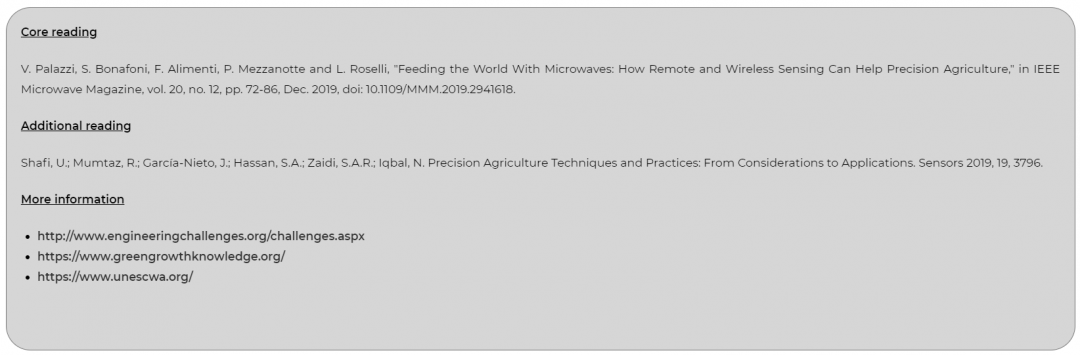 Core reading
V. Palazzi, S. Bonafoni, F. Alimenti, P. Mezzanotte and L. Roselli, "Feeding the World With Microwaves: How Remote and Wireless Sensing Can Help Precision Agriculture," in IEEE
Microwave Magazine, vol. 20, no. 12, pp. 72-86, Dec. 2019, doi: 10.1109/MMM.2019.2941618.
Additional reading
Shafi, U.; Mumtaz, R.; García-Nieto, J.; Hassan, S.A.; Zaidi, S.A.R.; Iqbal, N. Precision Agriculture Techniques and Practices: From Considerations to Applications. Sensors 2019, 19, 3796.
More information
• http://www.engineeringchallenges.org/challenges.aspx
• https://www.greengrowthknowledge.org/
• https://www.unescwa.org/